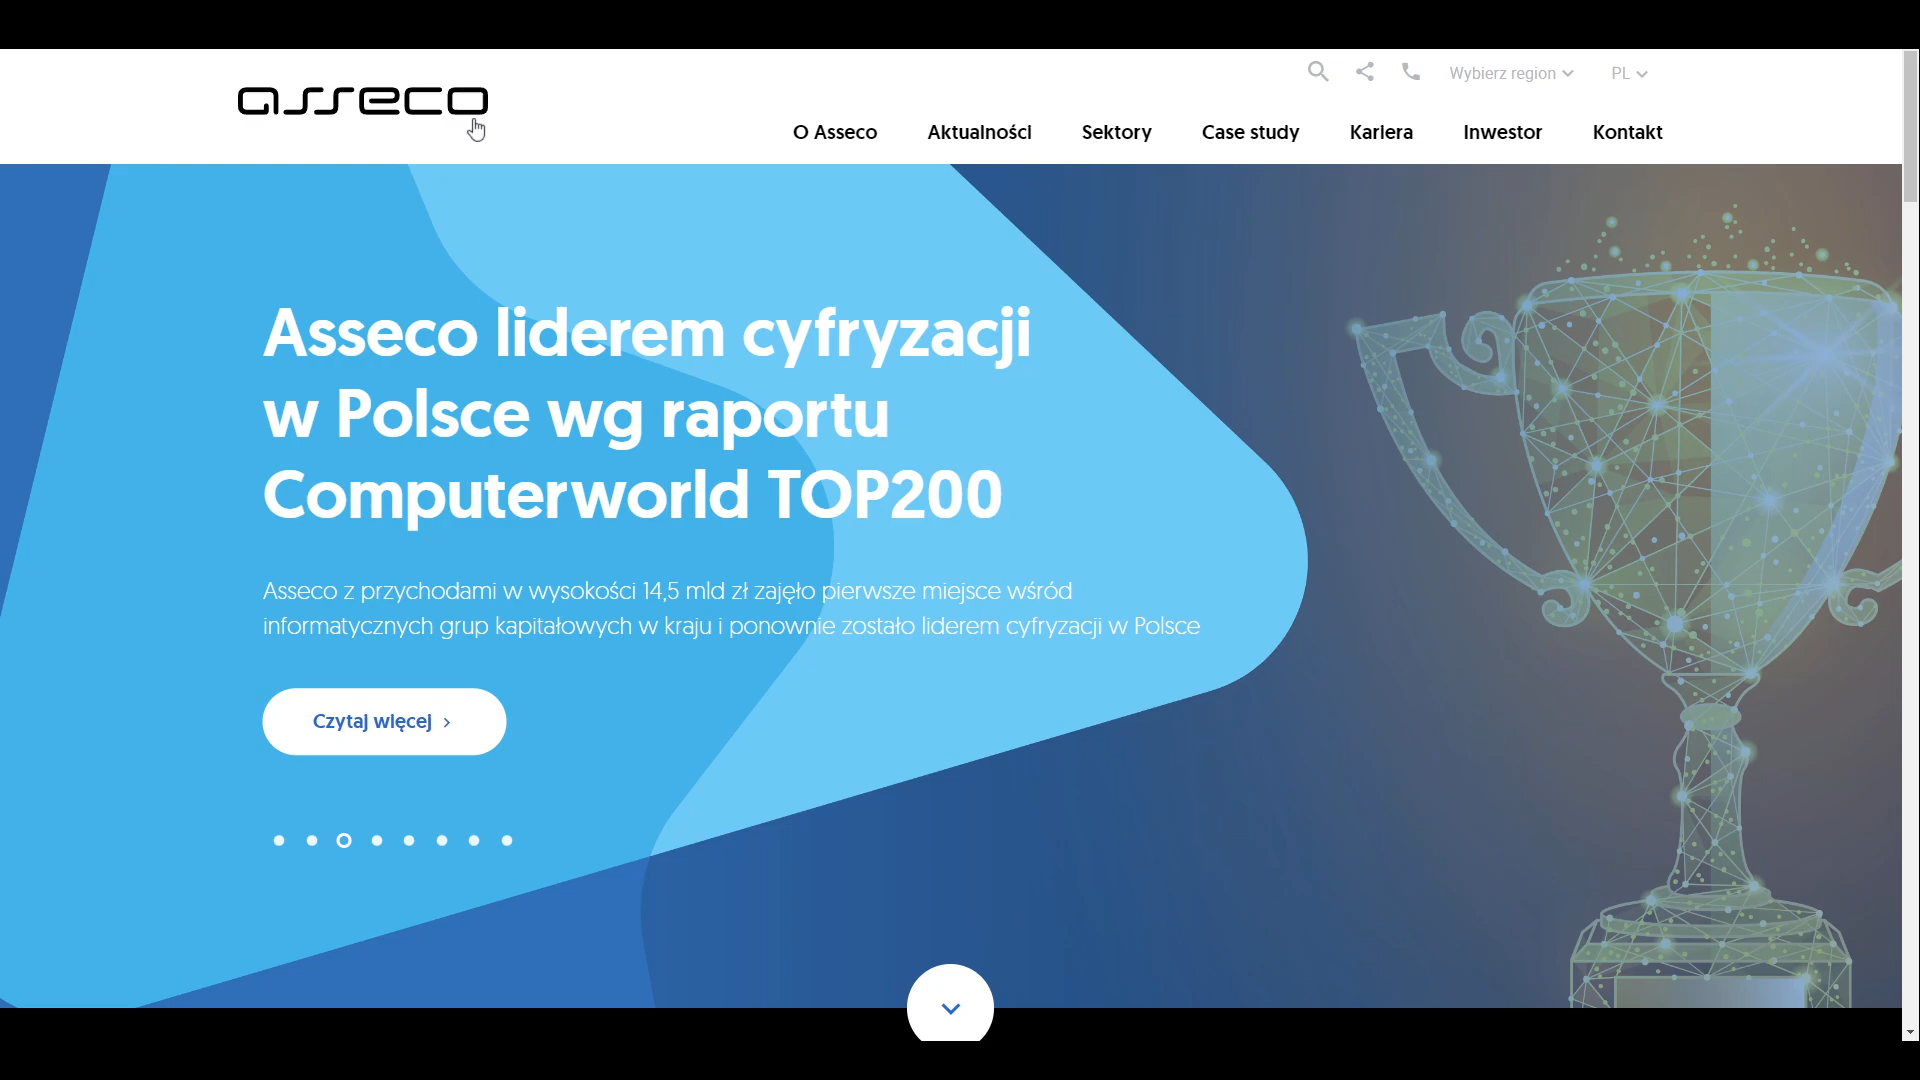 asseco
Wybierz region
PL
O Asseco
Aktualności
Sektory
Case study
Kariera
Inwestor
Kontakt
Asseco liderem cyfryzacji
w Polsce wg raportu
Computerworld TOP200
Asseco z przychodami w wysokości 14,5 mld zł zajęło pierwsze miejsce wśród
informatycznych grup kapitałowych w kraju i ponownie zostało liderem cyfryzacji w Polsce
Czytaj więcej